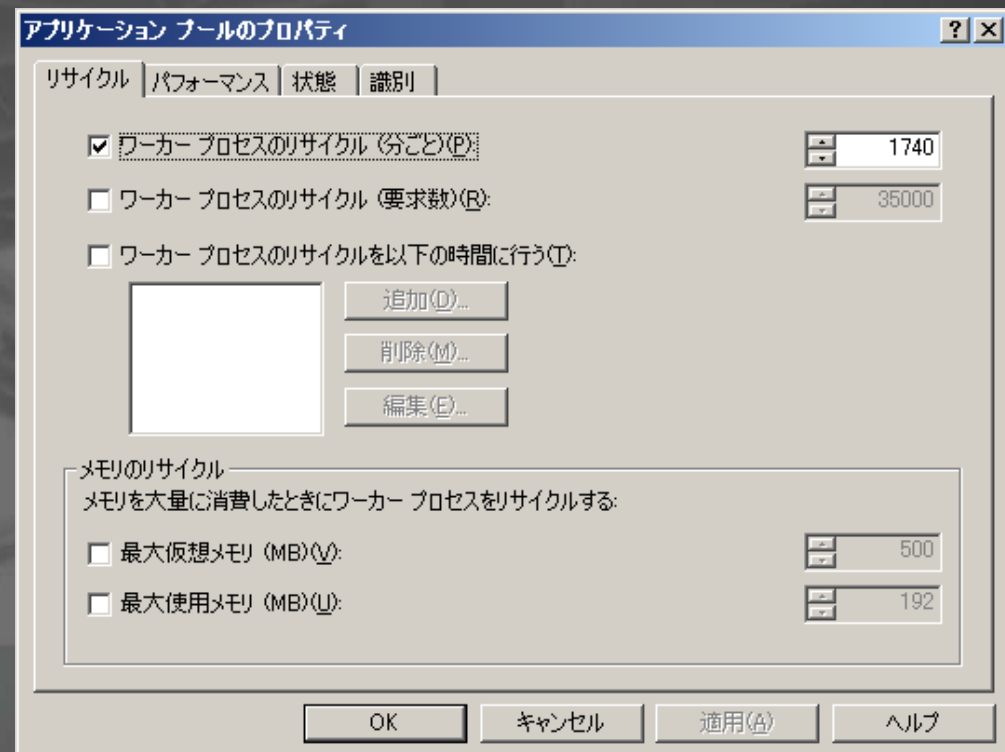 アプリケーション プールのプロパティ
リサイクル パフォーマンス 状態 識別
ワーカー プロセスのリサイクル (分ごと)(P): 1740
ワーカー プロセスのリサイクル (要求数)(R): 35000
ワーカー プロセスのリサイクルを以下の時間に行う(T):
追加(D)...
削除(M)...
編集(E)...
メモリのリサイクル
メモリを大量に消費したときにワーカー プロセスをリサイクルする:
最大仮想メモリ (MB)(V): 500
最大使用メモリ (MB)(U): 192
OK キャンセル 適用(A) ヘルプ